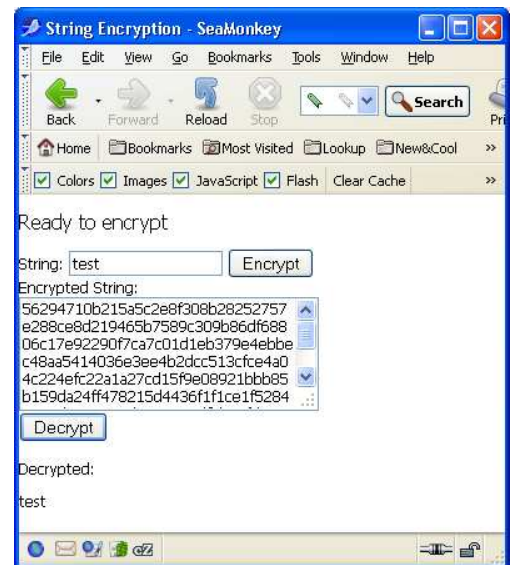 String Encryption - SeaMonkey
File Edit View Go Bookmarks Tools Window Help
Back Forward Reload Stop Search Pri
Home Bookmarks Most Visited Lookup New&Cool »
Colors Images JavaScript Flash Clear Cache »
Ready to encrypt
String: test Encrypt
Encrypted String:
56294710b215a5c2e8f308b28252757
e288ce8d219465b7589c309b86df688
06c17e92290f7ca7c01d1eb379e4ebbe
c48aa5414036e3ee4b2dcc513cfce4a0
4c224efc22a1a27cd15f9e08921bbb85
b159da24ff478215d4436f1f1ce1f5284
Decrypt
Decrypted:
test